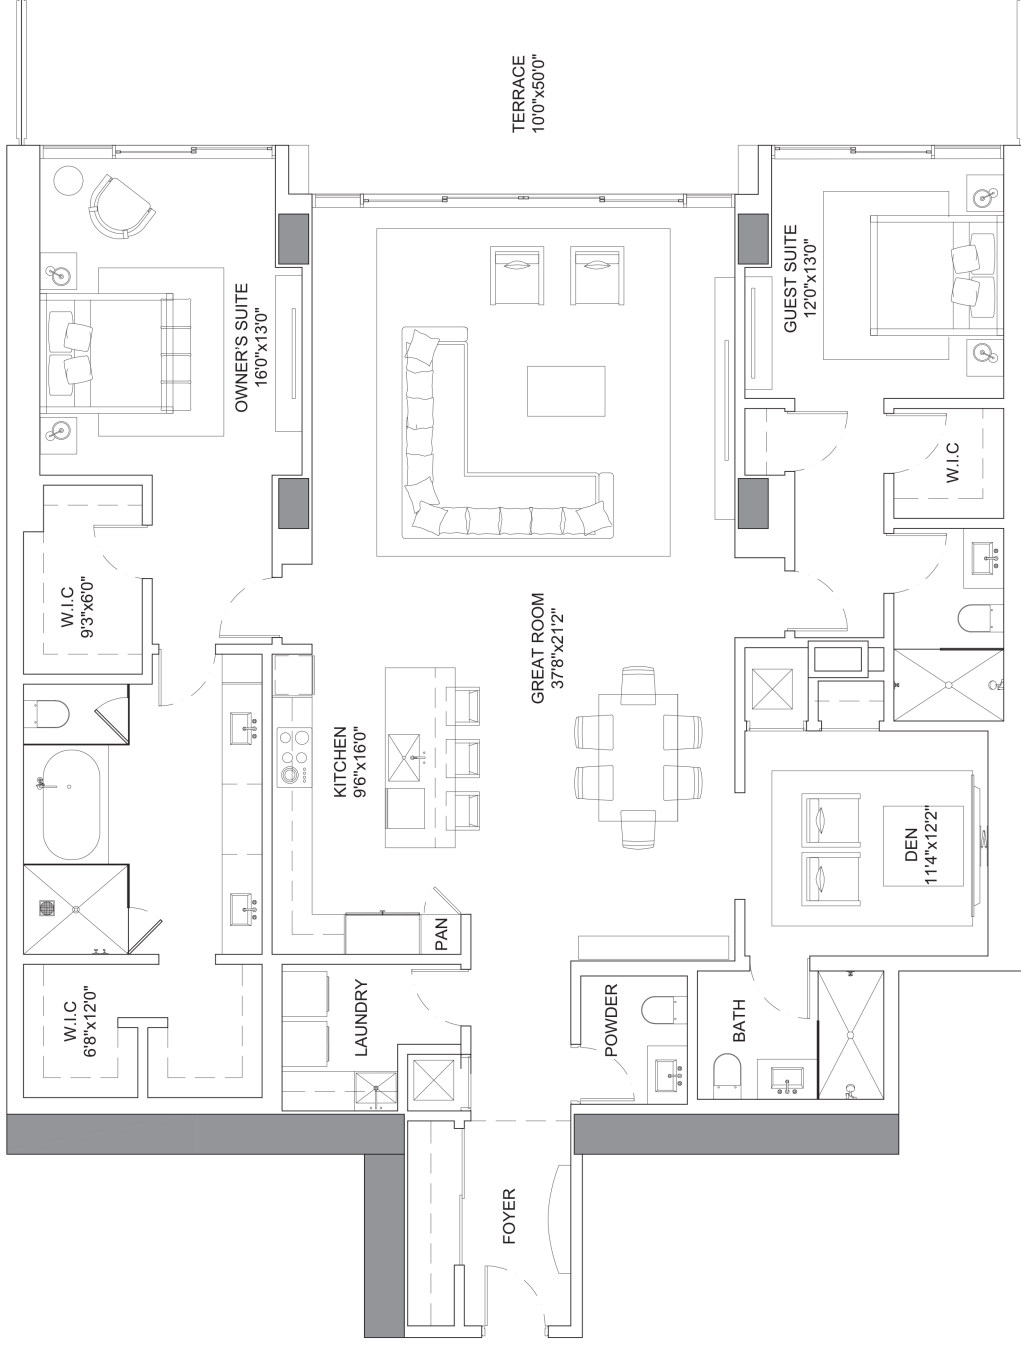 TERRACE
10'0"x50'0"
OWNER'S SUITE
16'0"x13'0"
GUEST SUITE
12'0"x13'0"
W.I.C
W.I.C
9'3"x6'0"
GREAT ROOM
37'8"x21'2"
KITCHEN
9'6"x16'0"
DEN
11'4"x12'2"
PAN
W.I.C
6'8"x12'0"
LAUNDRY
POWDER
BATH
FOYER